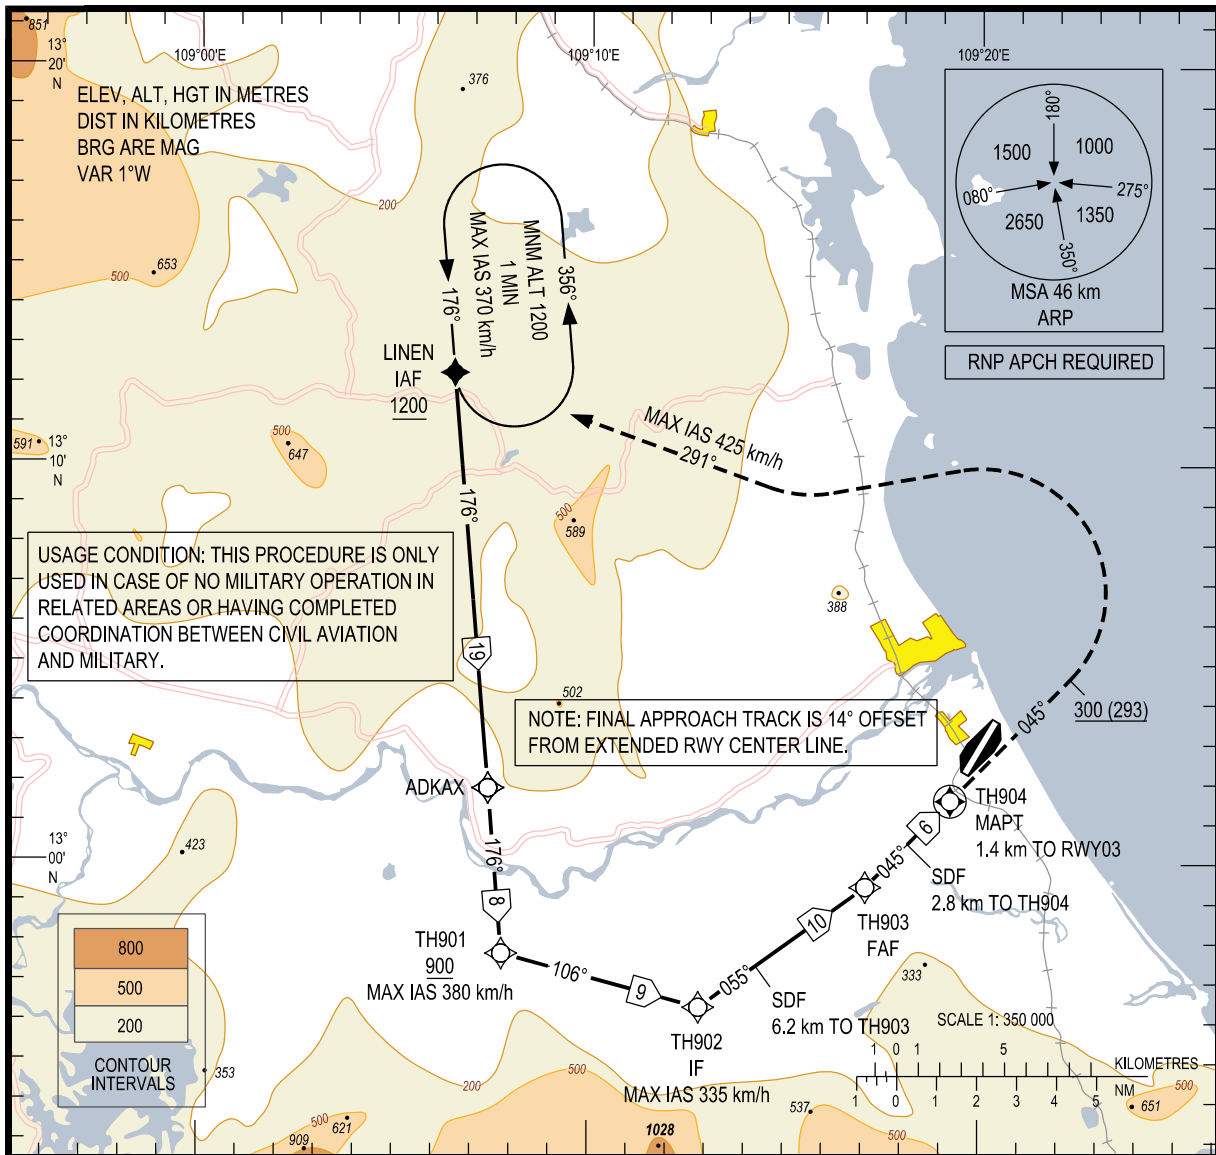 851
13°
20'
N
109°00'E
109°10'E
109°20'E
ELEV, ALT, HGT IN METRES
DIST IN KILOMETRES
BRG ARE MAG
VAR 1°W
376
200
500
653
180°
1500
1000
080°
275°
2650
1350
350°
MSA 46 km
ARP
RNP APCH REQUIRED
MAX IAS 370 km/h
1 MIN
MNM ALT 1200
176°
356°
LINEN
IAF
1200
MAX IAS 425 km/h
291°
591
13°
10'
N
500
647
176°
500
589
388
USAGE CONDITION: THIS PROCEDURE IS ONLY
USED IN CASE OF NO MILITARY OPERATION IN
RELATED AREAS OR HAVING COMPLETED
COORDINATION BETWEEN CIVIL AVIATION
AND MILITARY.
19
502
NOTE: FINAL APPROACH TRACK IS 14° OFFSET
FROM EXTENDED RWY CENTER LINE.
045°
300 (293)
ADKAX
TH904
MAPT
1.4 km TO RWY03
6
045°
SDF
2.8 km TO TH904
13°
00'
N
423
176°
8
TH903
FAF
10
TH901
900
MAX IAS 380 km/h
106°
9
055°
SDF
6.2 km TO TH903
333
TH902
IF
MAX IAS 335 km/h
800
500
200
CONTOUR
INTERVALS
353
SCALE 1: 350 000
1 0 1 5
KILOMETRES
NM
1 0 1 2 3 4 5
200
500
500
621
909
1028
537
500
500
651